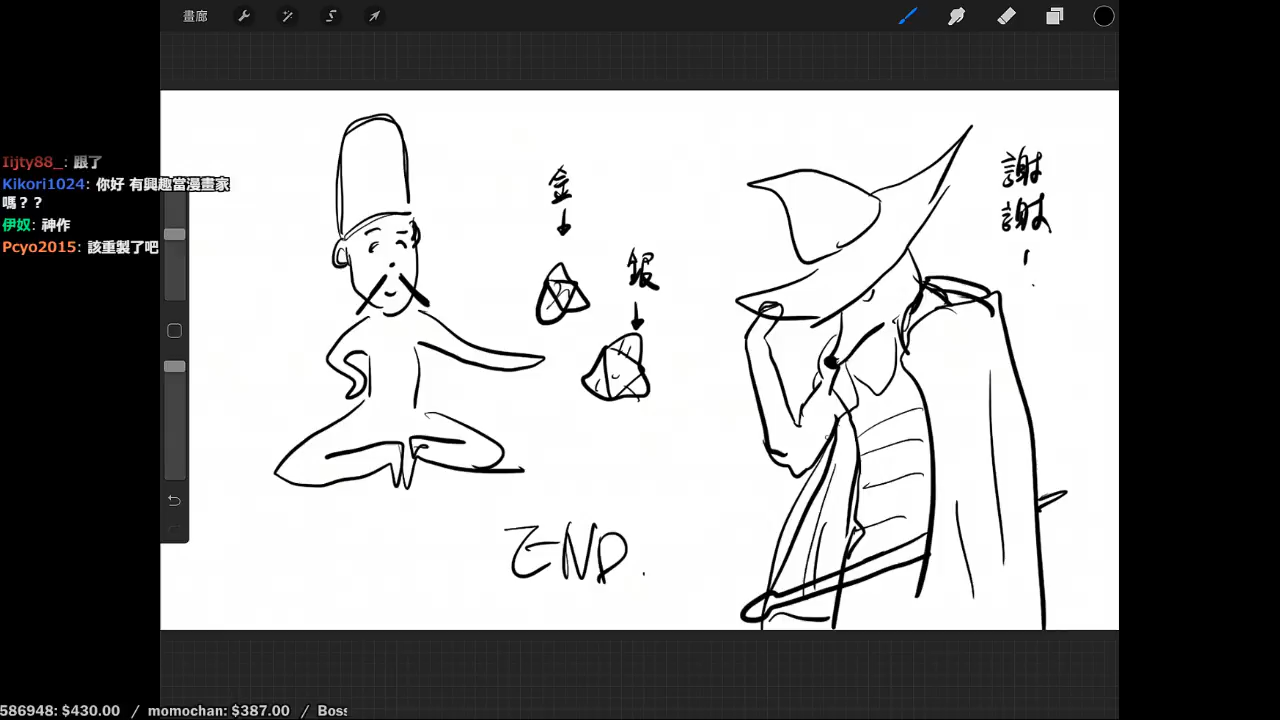 畫廊
Iijty88_: 跟了
Kikori1024: 你好 有興趣當漫畫家
嗎？？
伊奴: 神作
Pcyo2015: 該重製了吧
金
銀
謝謝!
END.
586948: $430.00 / momochan: $387.00 / Boss